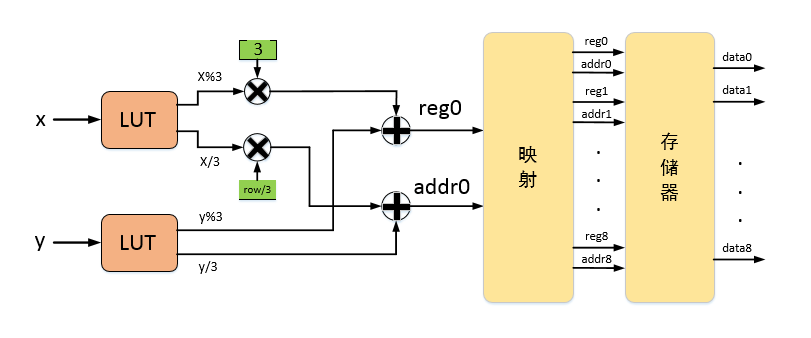 3
X%3
x
LUT
X/3
row/3
reg0
addr0
y
LUT
y%3
y/3
映
射
reg0
addr0
reg1
addr1
reg8
addr8
存
储
器
data0
data1
data8